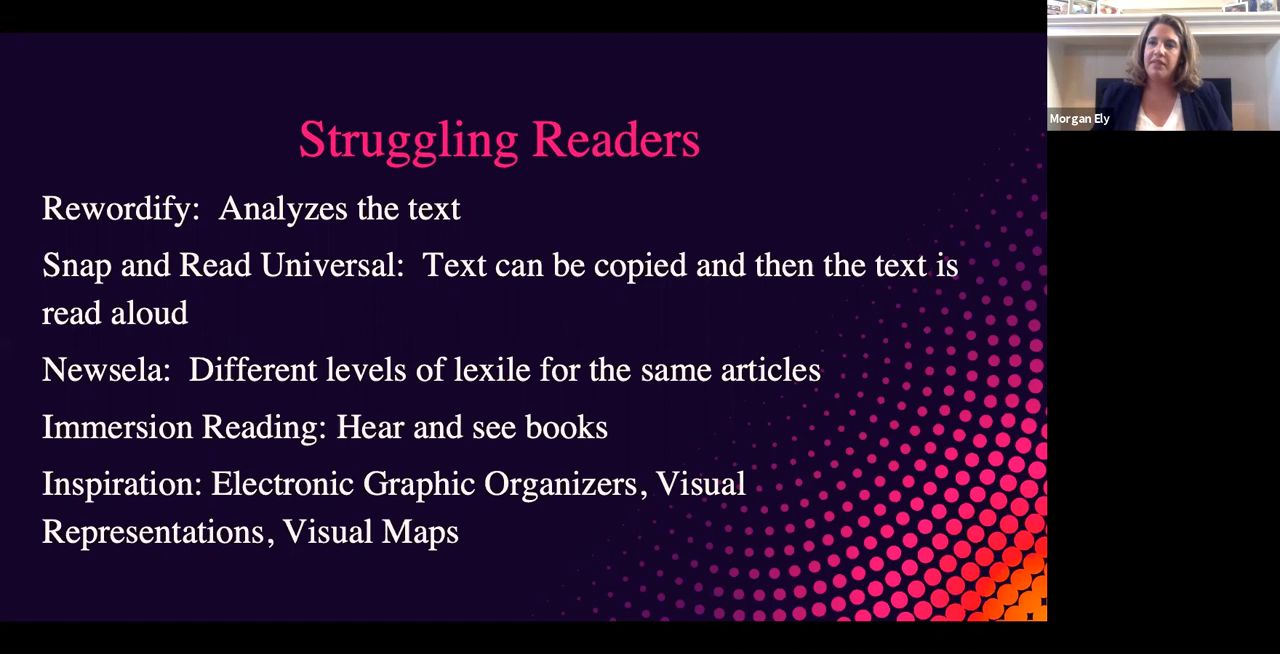 Struggling Readers
Rewordify:  Analyzes the text
Snap and Read Universal:  Text can be copied and then the text is
read aloud
Newsela:  Different levels of lexile for the same articles
Immersion Reading: Hear and see books
Inspiration: Electronic Graphic Organizers, Visual
Representations, Visual Maps
Morgan Ely